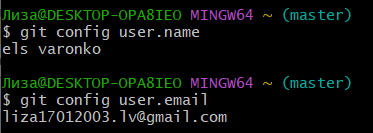 Лиза@DESKTOP-OPA8IEO MINGW64 ~ (master)
$ git config user.name
els varonko
Лиза@DESKTOP-OPA8IEO MINGW64 ~ (master)
$ git config user.email
liza17012003.lv@gmail.com